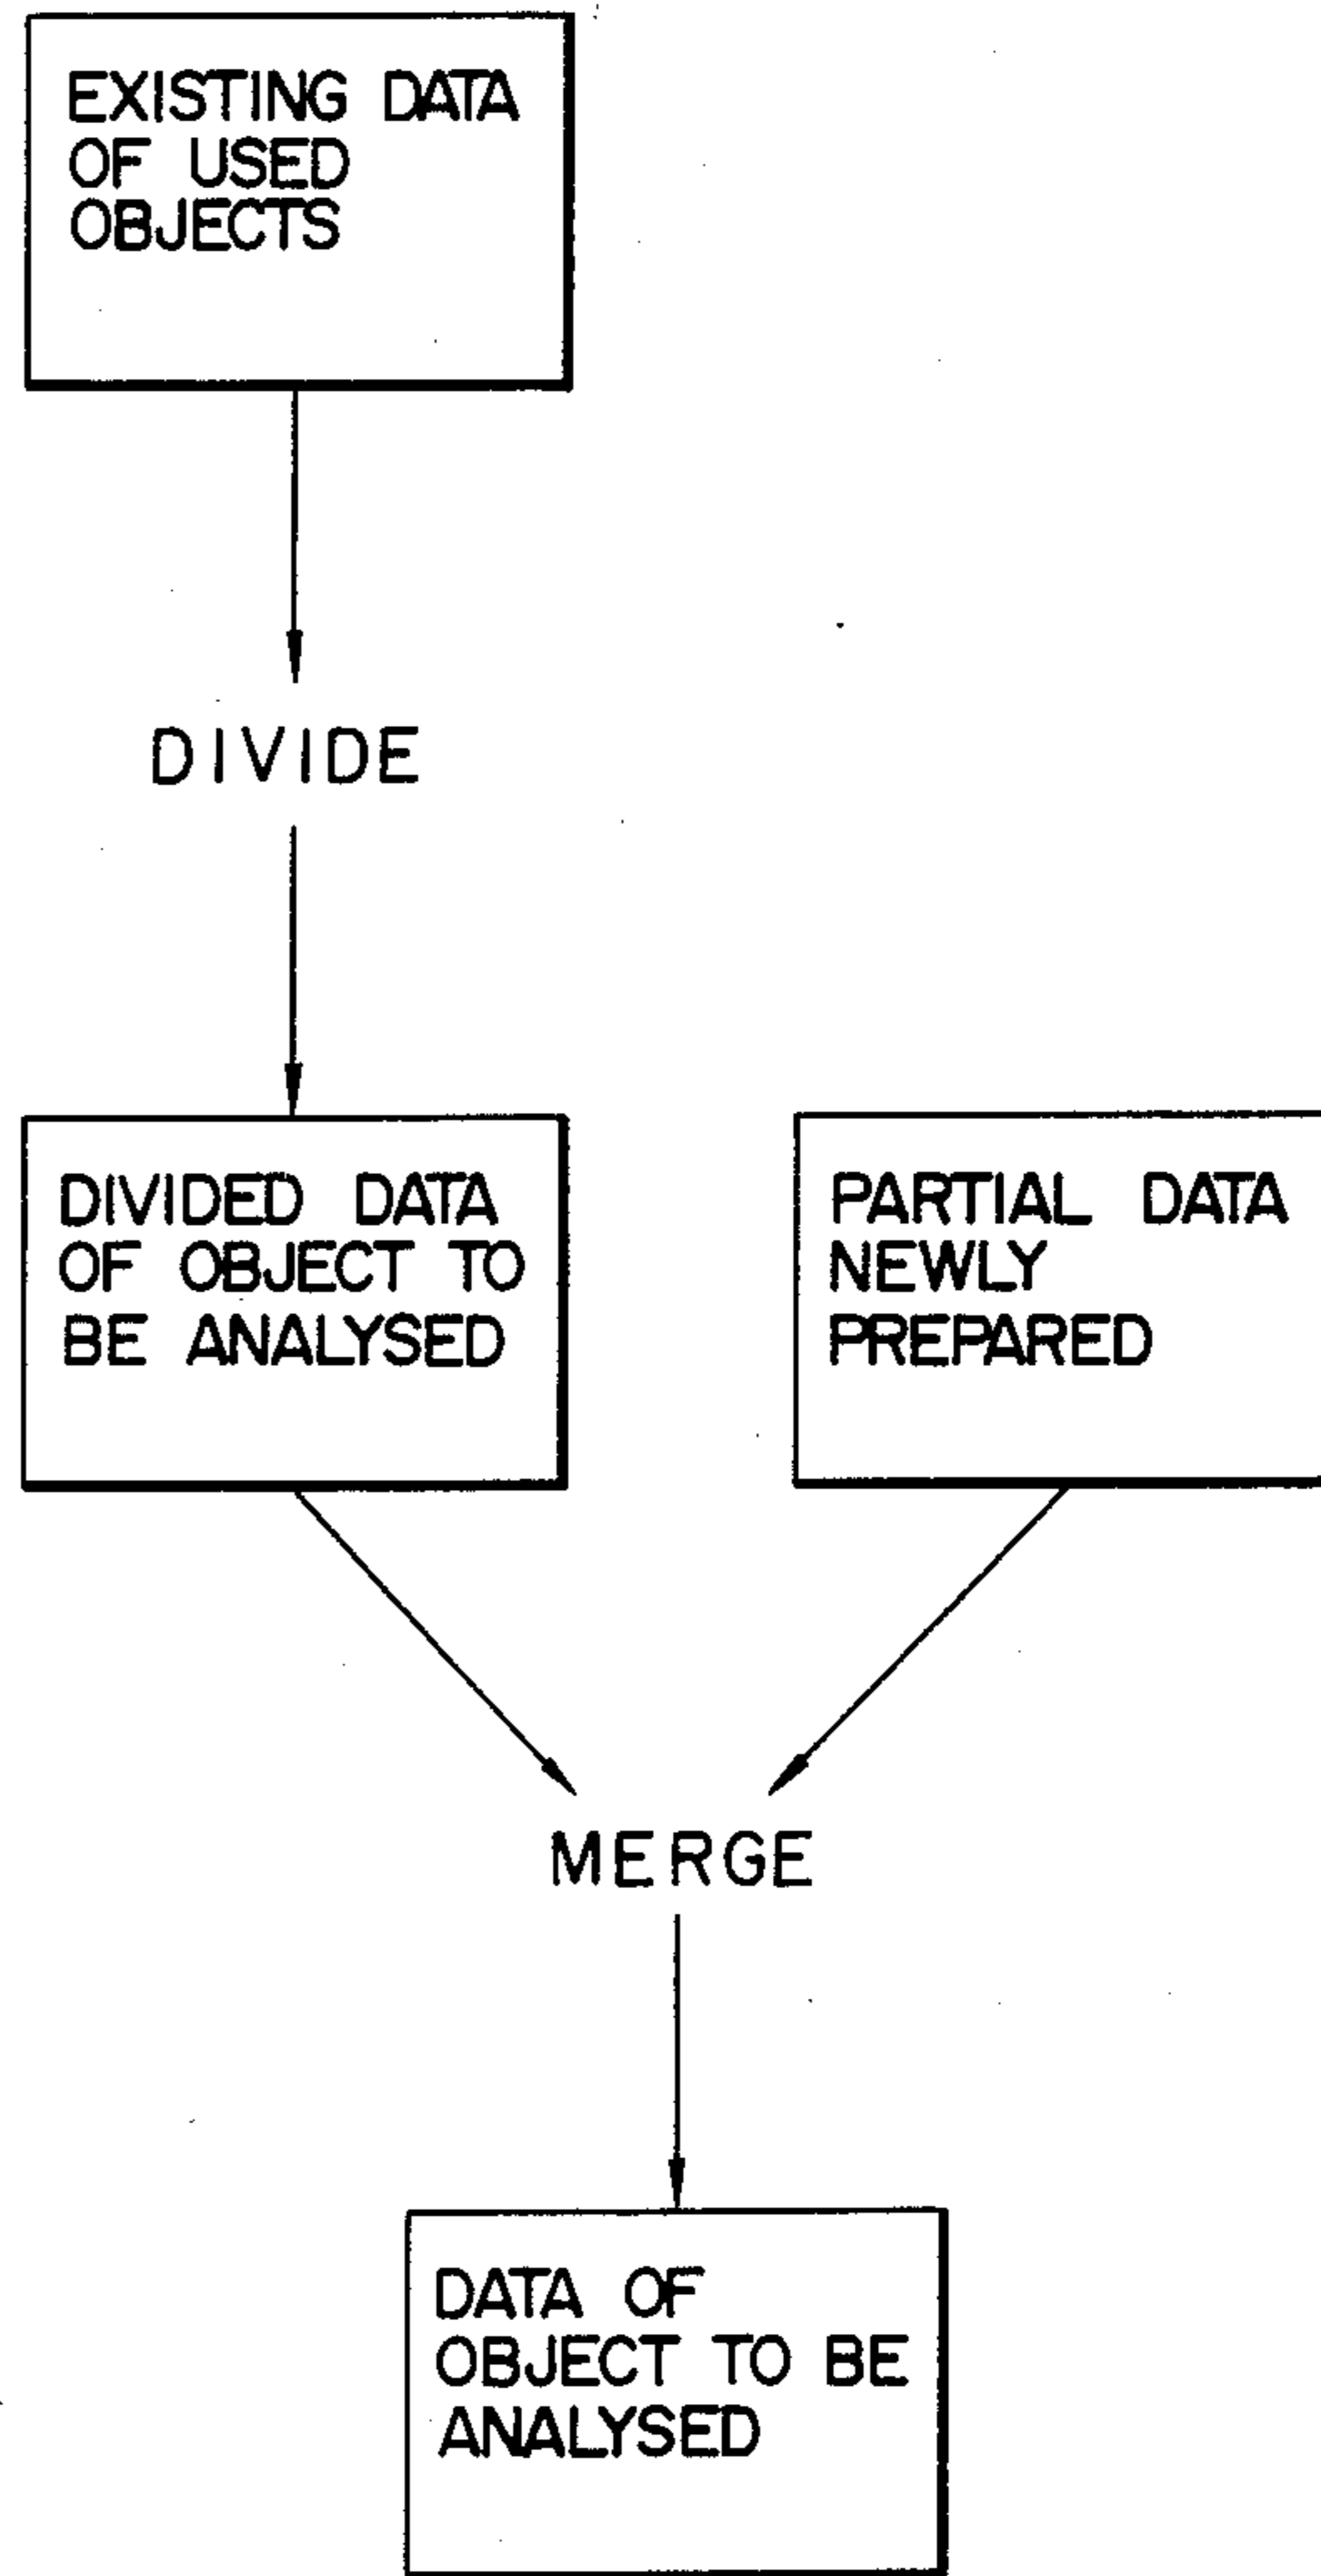 EXISTING DATA
OF USED
OBJECTS
DIVIDE
DIVIDED DATA
OF OBJECT TO
BE ANALYSED
PARTIAL DATA
NEWLY
PREPARED
MERGE
DATA OF
OBJECT TO BE
ANALYSED